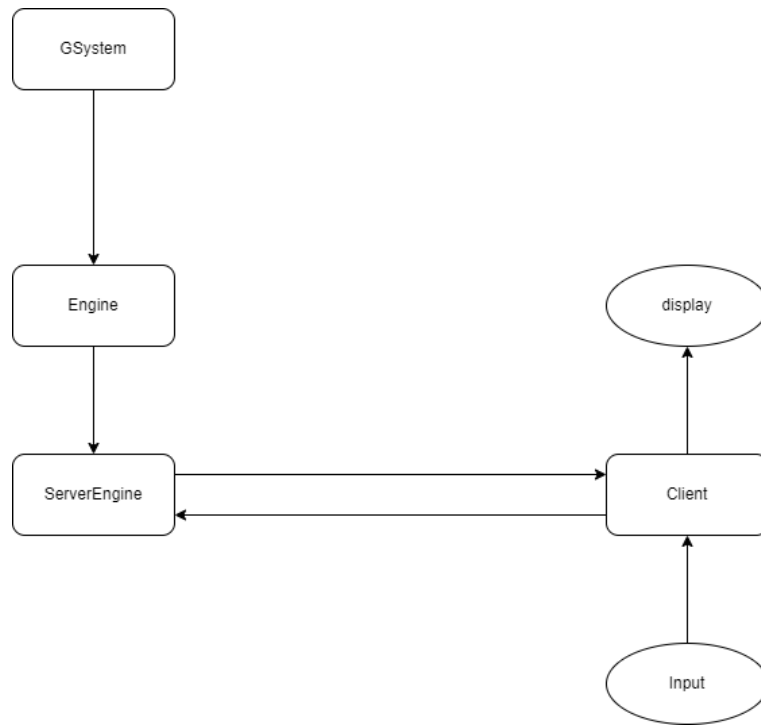 GSystem
Engine
display
ServerEngine
Client
Input